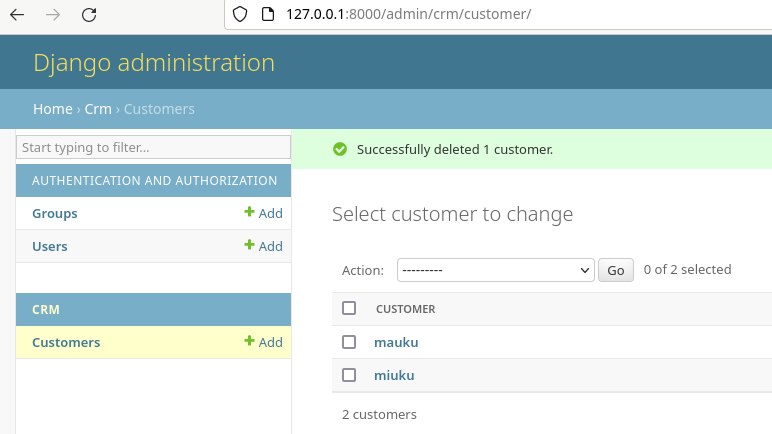 127.0.0.1:8000/admin/crm/customer/
Django administration
Home › Crm › Customers
Start typing to filter...
AUTHENTICATION AND AUTHORIZATION
Groups + Add
Users + Add
CRM
Customers + Add
Successfully deleted 1 customer.
Select customer to change
Action: --------- Go 0 of 2 selected
CUSTOMER
mauku
miuku
2 customers